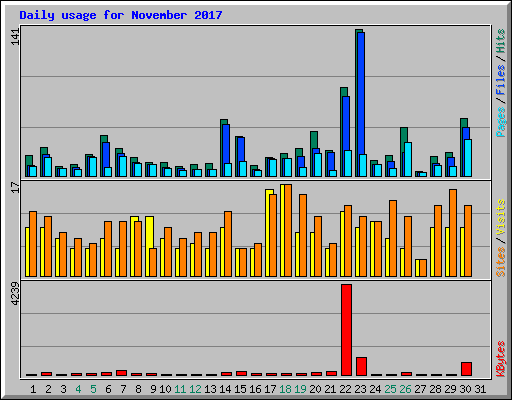 Daily usage for November 2017
141
Pages / Files / Hits
17
Sites / Visits
4239
KBytes
1 2 3 4 5 6 7 8 9 10 11 12 13 14 15 16 17 18 19 20 21 22 23 24 25 26 27 28 29 30 31